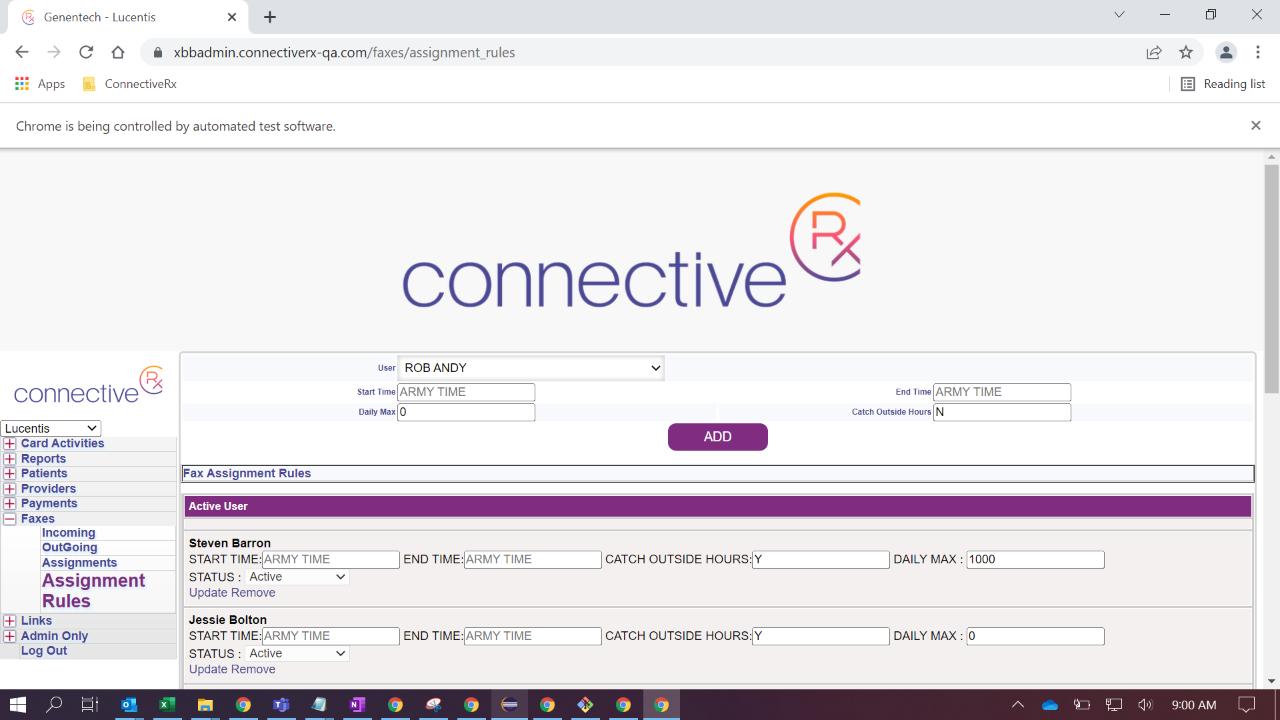 Genentech - Lucentis
xbbadmin.connectiverx-qa.com/faxes/assignment_rules
Apps ConnectiveRx Reading list
Chrome is being controlled by automated test software.
connective Rx
connective Rx
Lucentis
Card Activities
Reports
Patients
Providers
Payments
Faxes
Incoming
OutGoing
Assignments
Assignment
Rules
Links
Admin Only
Log Out
User ROB ANDY
Start Time ARMY TIME End Time ARMY TIME
Daily Max 0 Catch Outside Hours N
ADD
Fax Assignment Rules
Active User
Steven Barron
START TIME: ARMY TIME END TIME: ARMY TIME CATCH OUTSIDE HOURS: Y DAILY MAX : 1000
STATUS : Active
Update Remove
Jessie Bolton
START TIME: ARMY TIME END TIME: ARMY TIME CATCH OUTSIDE HOURS: Y DAILY MAX : 0
STATUS : Active
Update Remove
9:00 AM